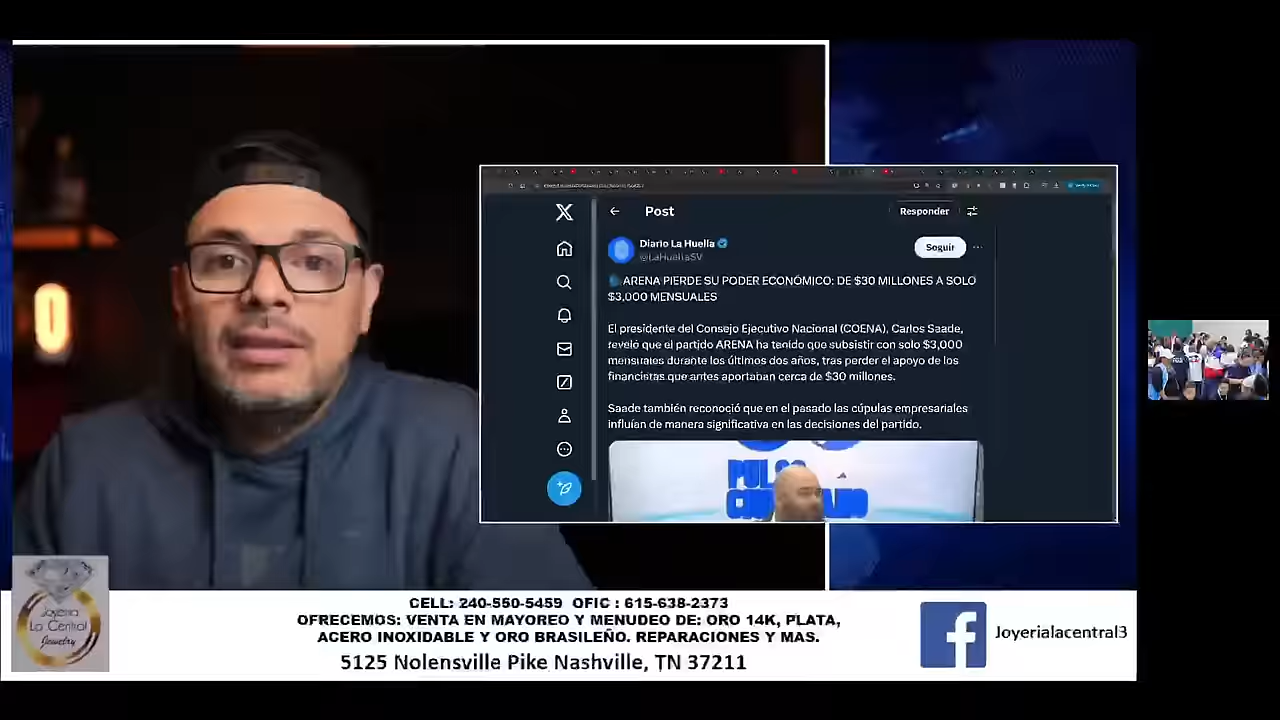 Post
Responder
Diario La Huella
@LaHuellaSV
Seguir
ARENA PIERDE SU PODER ECONÓMICO: DE $30 MILLONES A SOLO
$3,000 MENSUALES
El presidente del Consejo Ejecutivo Nacional (COENA), Carlos Saade,
reveló que el partido ARENA ha tenido que subsistir con solo $3,000
mensuales durante los últimos dos años, tras perder el apoyo de los
financistas que antes aportaban cerca de $30 millones.
Saade también reconoció que en el pasado las cúpulas empresariales
influían de manera significativa en las decisiones del partido.
Joyeria
La Central
Jewelry
CELL: 240-550-5459 OFIC : 615-638-2373
OFRECEMOS: VENTA EN MAYOREO Y MENUDEO DE: ORO 14K, PLATA,
ACERO INOXIDABLE Y ORO BRASILEÑO. REPARACIONES Y MAS.
5125 Nolensville Pike Nashville, TN 37211
Joyerialacentral3